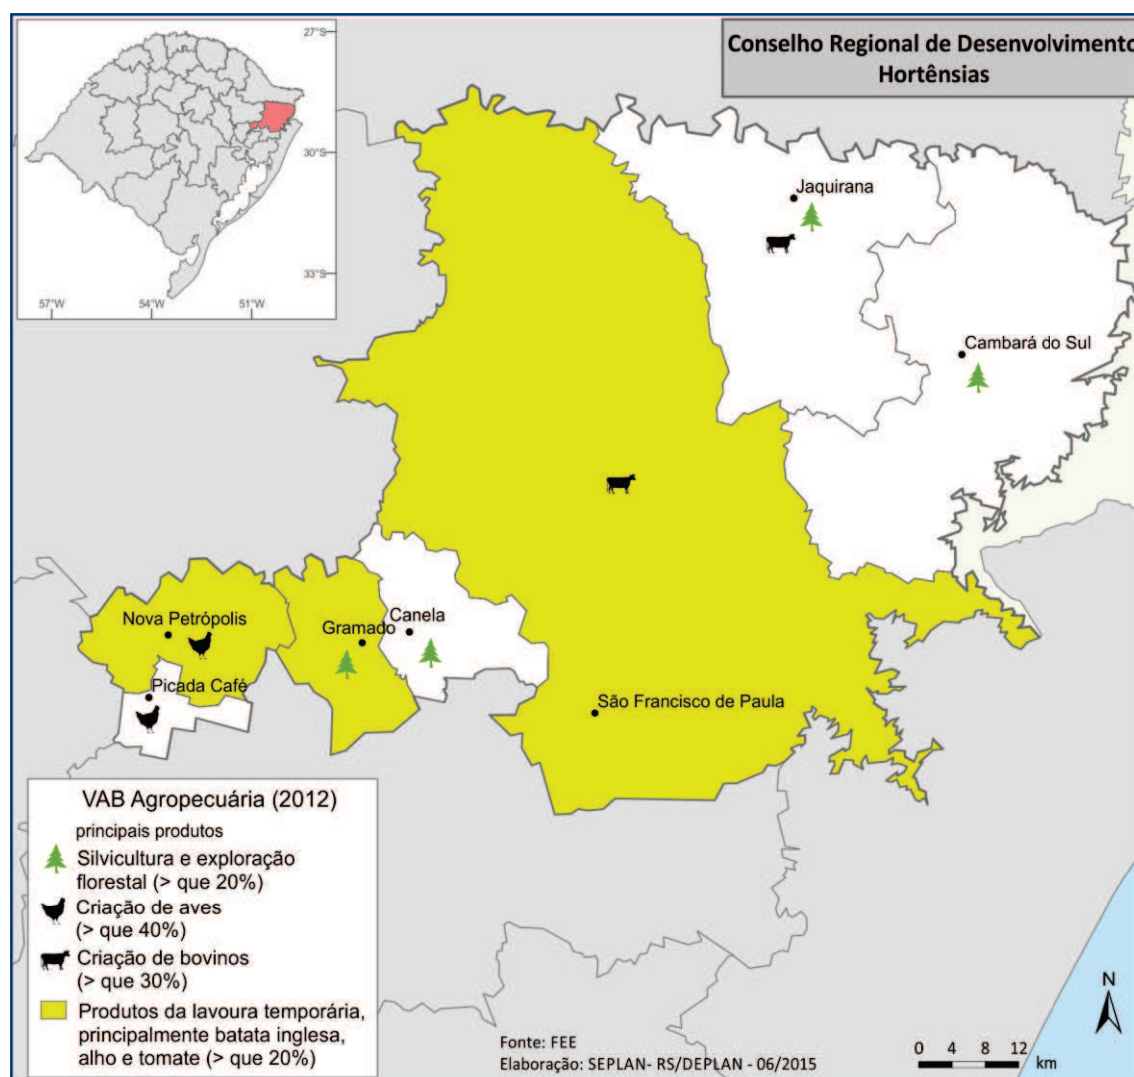 Conselho Regional de Desenvolvimento
Hortênsias
27°S
30°S
33°S
57°W
54°W
51°W
Jaquirana
Cambará do Sul
Nova Petrópolis
Gramado
Canela
Picada Café
São Francisco de Paula
VAB Agropecuária (2012)
principais produtos
Silvicultura e exploração
florestal (> que 20%)
Criação de aves
(> que 40%)
Criação de bovinos
(> que 30%)
Produtos da lavoura temporária,
principalmente batata inglesa,
alho e tomate (> que 20%)
Fonte: FEE
Elaboração: SEPLAN- RS/DEPLAN - 06/2015
N
0 4 8 12
km